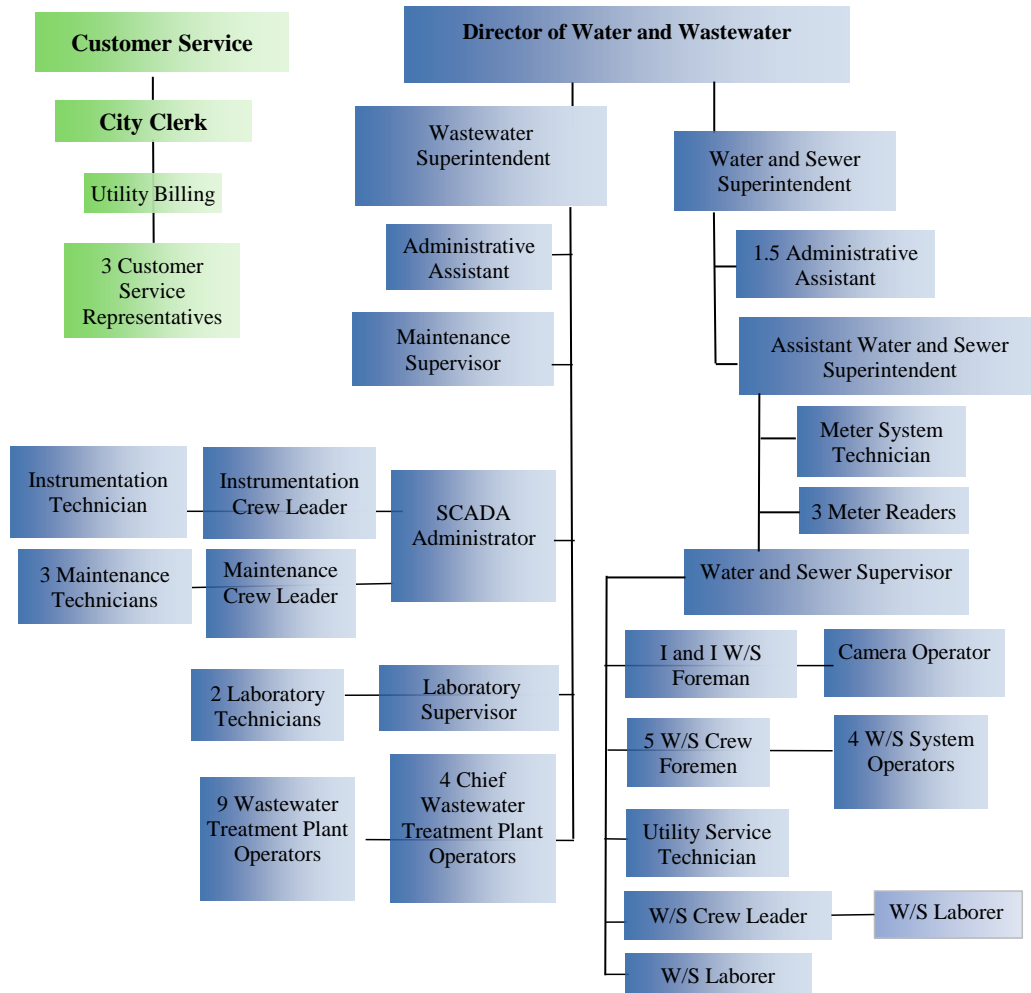 Customer Service
City Clerk
Utility Billing
3 Customer
Service
Representatives
Director of Water and Wastewater
Wastewater
Superintendent
Administrative
Assistant
Maintenance
Supervisor
Instrumentation
Technician
Instrumentation
Crew Leader
SCADA
Administrator
3 Maintenance
Technicians
Maintenance
Crew Leader
2 Laboratory
Technicians
Laboratory
Supervisor
9 Wastewater
Treatment Plant
Operators
4 Chief
Wastewater
Treatment Plant
Operators
Water and Sewer
Superintendent
1.5 Administrative
Assistant
Assistant Water and Sewer
Superintendent
Meter System
Technician
3 Meter Readers
Water and Sewer Supervisor
I and I W/S
Foreman
Camera Operator
5 W/S Crew
Foremen
4 W/S System
Operators
Utility Service
Technician
W/S Crew Leader
W/S Laborer
W/S Laborer